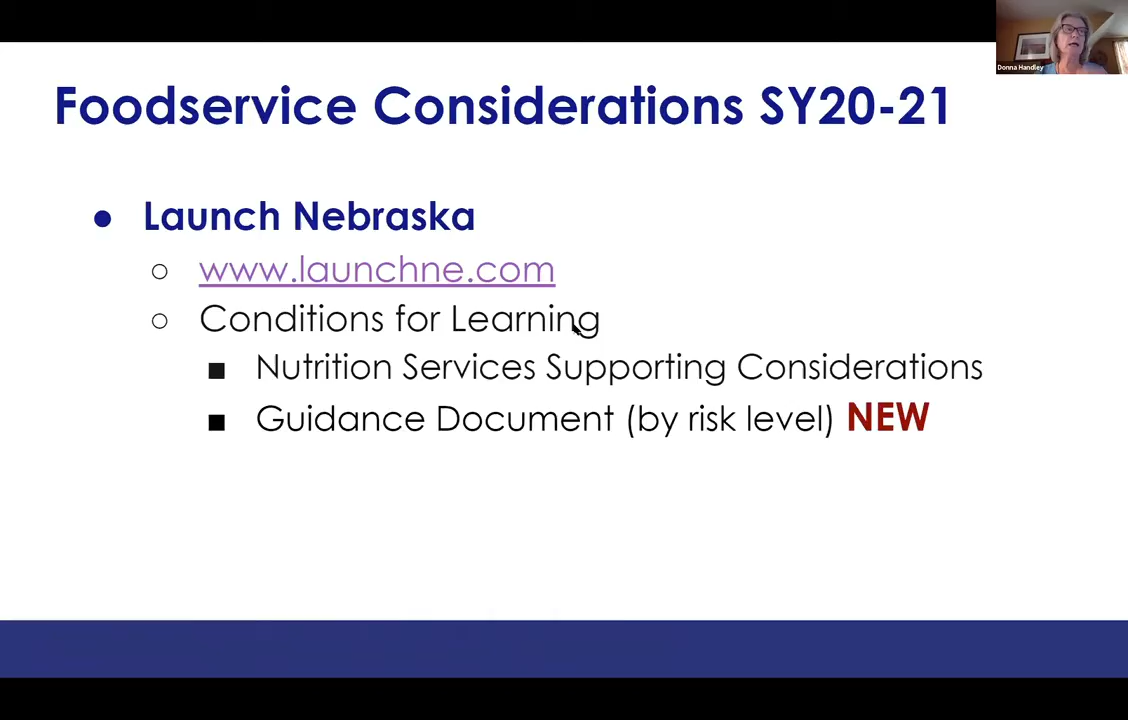 Donna Handley
Foodservice Considerations SY20-21
● Launch Nebraska
○ www.launchne.com
○ Conditions for Learning
■ Nutrition Services Supporting Considerations
■ Guidance Document (by risk level) NEW